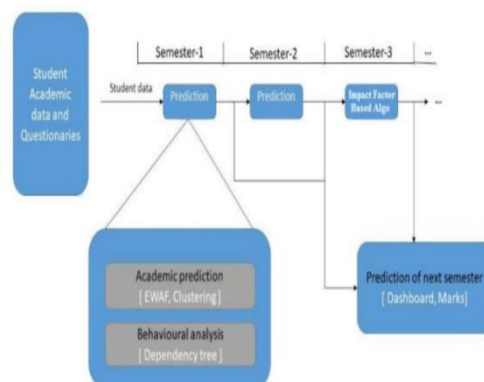 Semester-1 Semester-2 Semester-3 ...
Student
Academic
data and
Questionaries
Student data
Prediction
Prediction
Impact Factor
Based Algo
...
Academic prediction
[ EWAF, Clustering ]
Behavioural analysis
[ Dependency tree ]
Prediction of next semester
[ Dashboard, Marks]